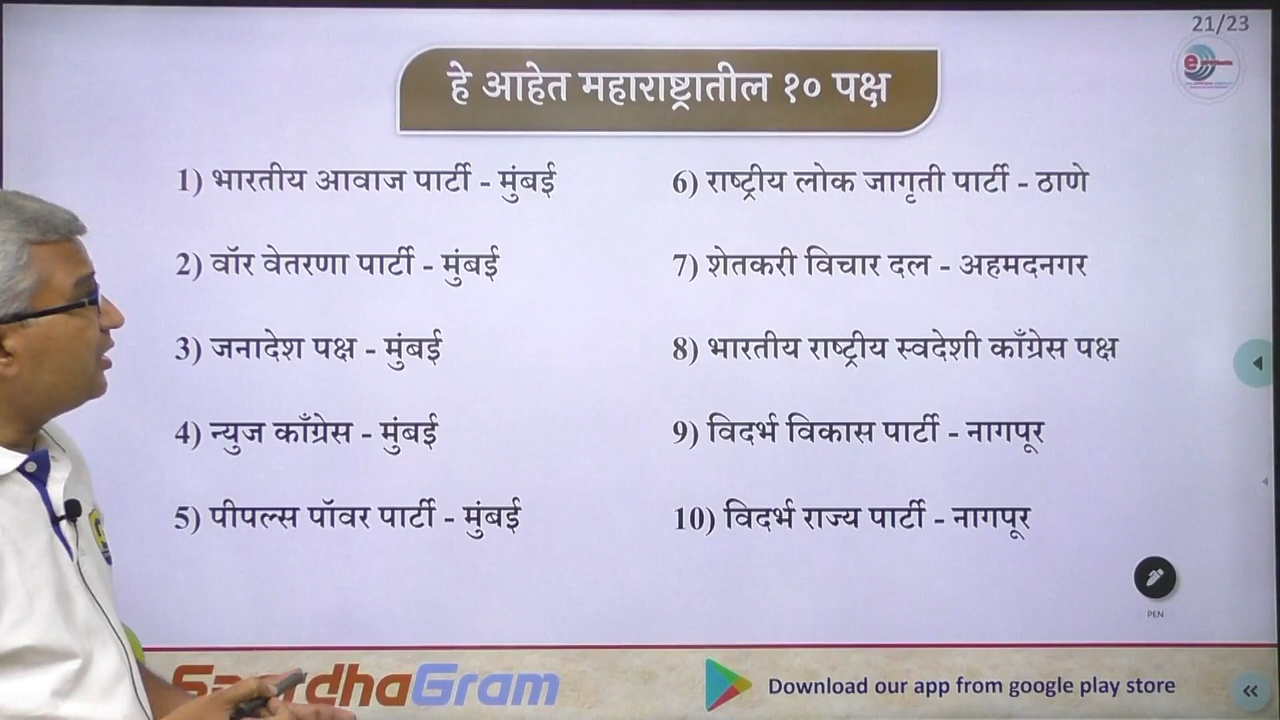 21/23
हे आहेत महाराष्ट्रातील १० पक्ष
1) भारतीय आवाज पार्टी - मुंबई
2) वॉर वेतरणा पार्टी - मुंबई
3) जनादेश पक्ष - मुंबई
4) न्युज काँग्रेस - मुंबई
5) पीपल्स पॉवर पार्टी - मुंबई
6) राष्ट्रीय लोक जागृती पार्टी - ठाणे
7) शेतकरी विचार दल - अहमदनगर
8) भारतीय राष्ट्रीय स्वदेशी काँग्रेस पक्ष
9) विदर्भ विकास पार्टी - नागपूर
10) विदर्भ राज्य पार्टी - नागपूर
PEN
Download our app from google play store